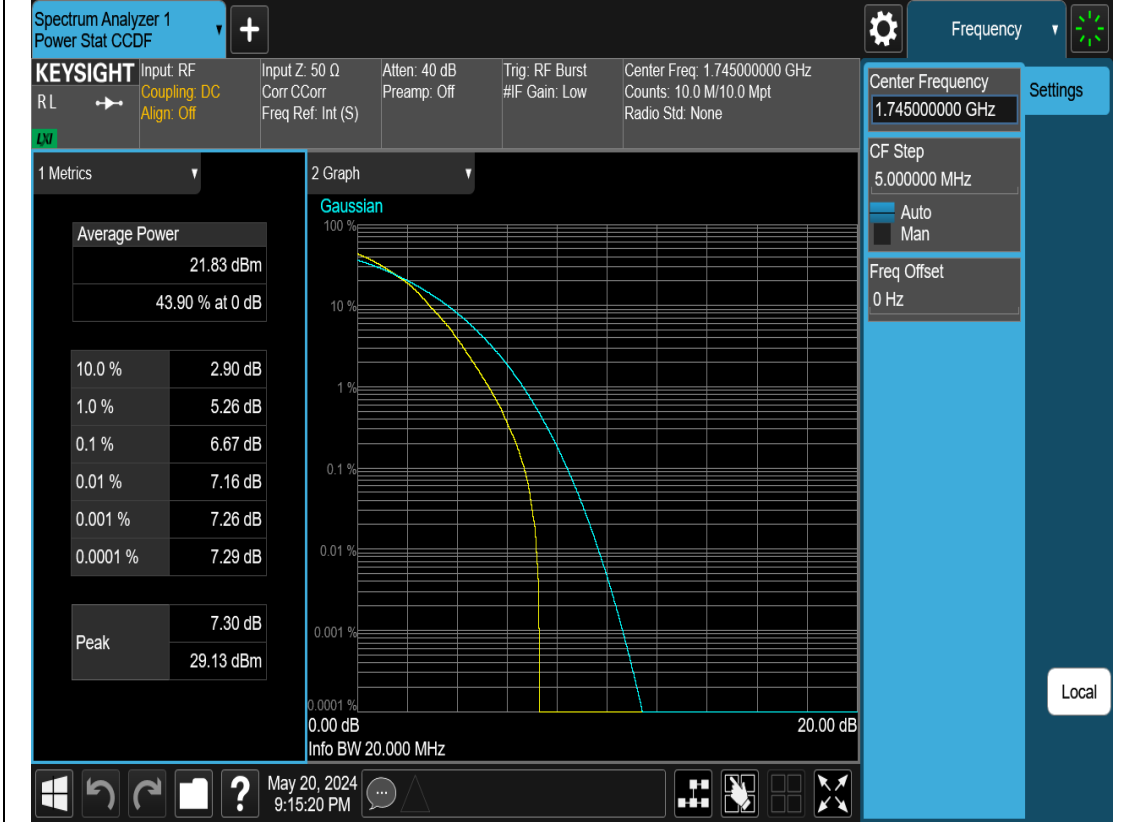 Spectrum Analyzer 1
Power Stat CCDF
Frequency
KEYSIGHT
RL
LXI
Input: RF
Coupling: DC
Align: Off
Input Z: 50 Ω
Corr CCorr
Freq Ref: Int (S)
Atten: 40 dB
Preamp: Off
Trig: RF Burst
#IF Gain: Low
Center Freq: 1.745000000 GHz
Counts: 10.0 M/10.0 Mpt
Radio Std: None
Center Frequency
1.745000000 GHz
Settings
CF Step
5.000000 MHz
Auto
Man
Freq Offset
0 Hz
Local
1 Metrics
Average Power
21.83 dBm
43.90 % at 0 dB
10.0 % 2.90 dB
1.0 % 5.26 dB
0.1 % 6.67 dB
0.01 % 7.16 dB
0.001 % 7.26 dB
0.0001 % 7.29 dB
Peak
7.30 dB
29.13 dBm
2 Graph
Gaussian
100 %
10 %
1 %
0.1 %
0.01 %
0.001 %
0.0001 %
0.00 dB 20.00 dB
Info BW 20.000 MHz
?
May 20, 2024
9:15:20 PM